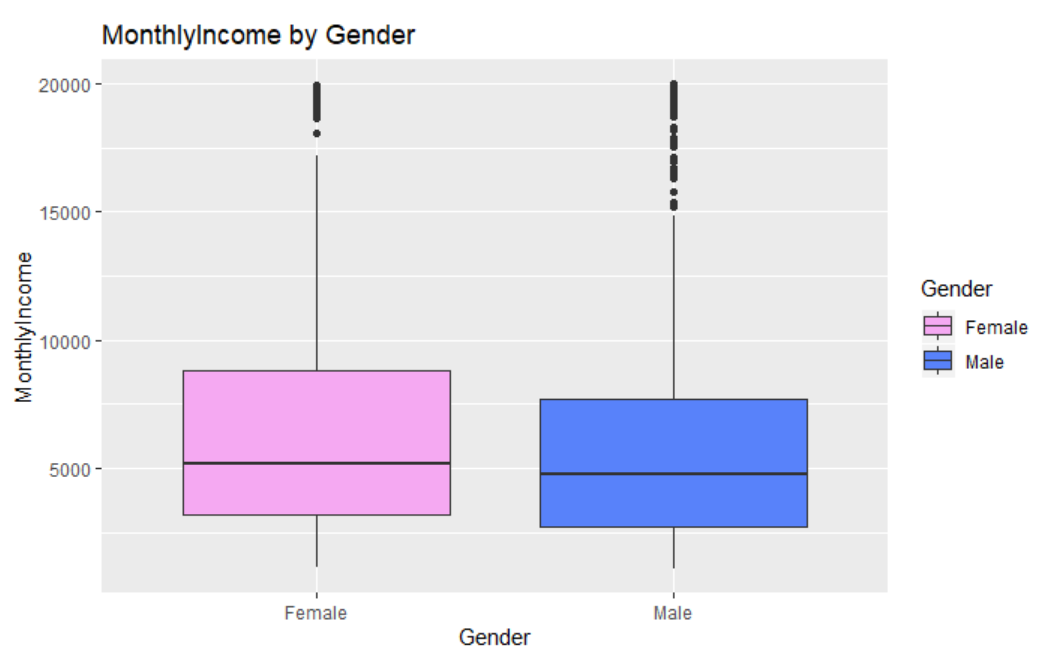 MonthlyIncome by Gender
20000
15000
10000
5000
MonthlyIncome
Female
Male
Gender
Gender
Female
Male